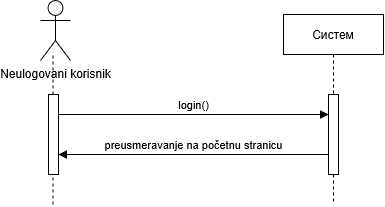 Neulogovani korisnik
Систем
login()
preusmeravanje na početnu stranicu